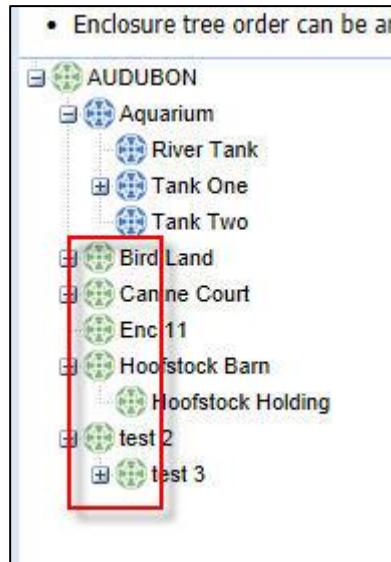 • Enclosure tree order can be
AUDUBON
Aquarium
River Tank
Tank One
Tank Two
Bird Land
Canine Court
Enc 11
Hoofstock Barn
Hoofstock Holding
test 2
test 3